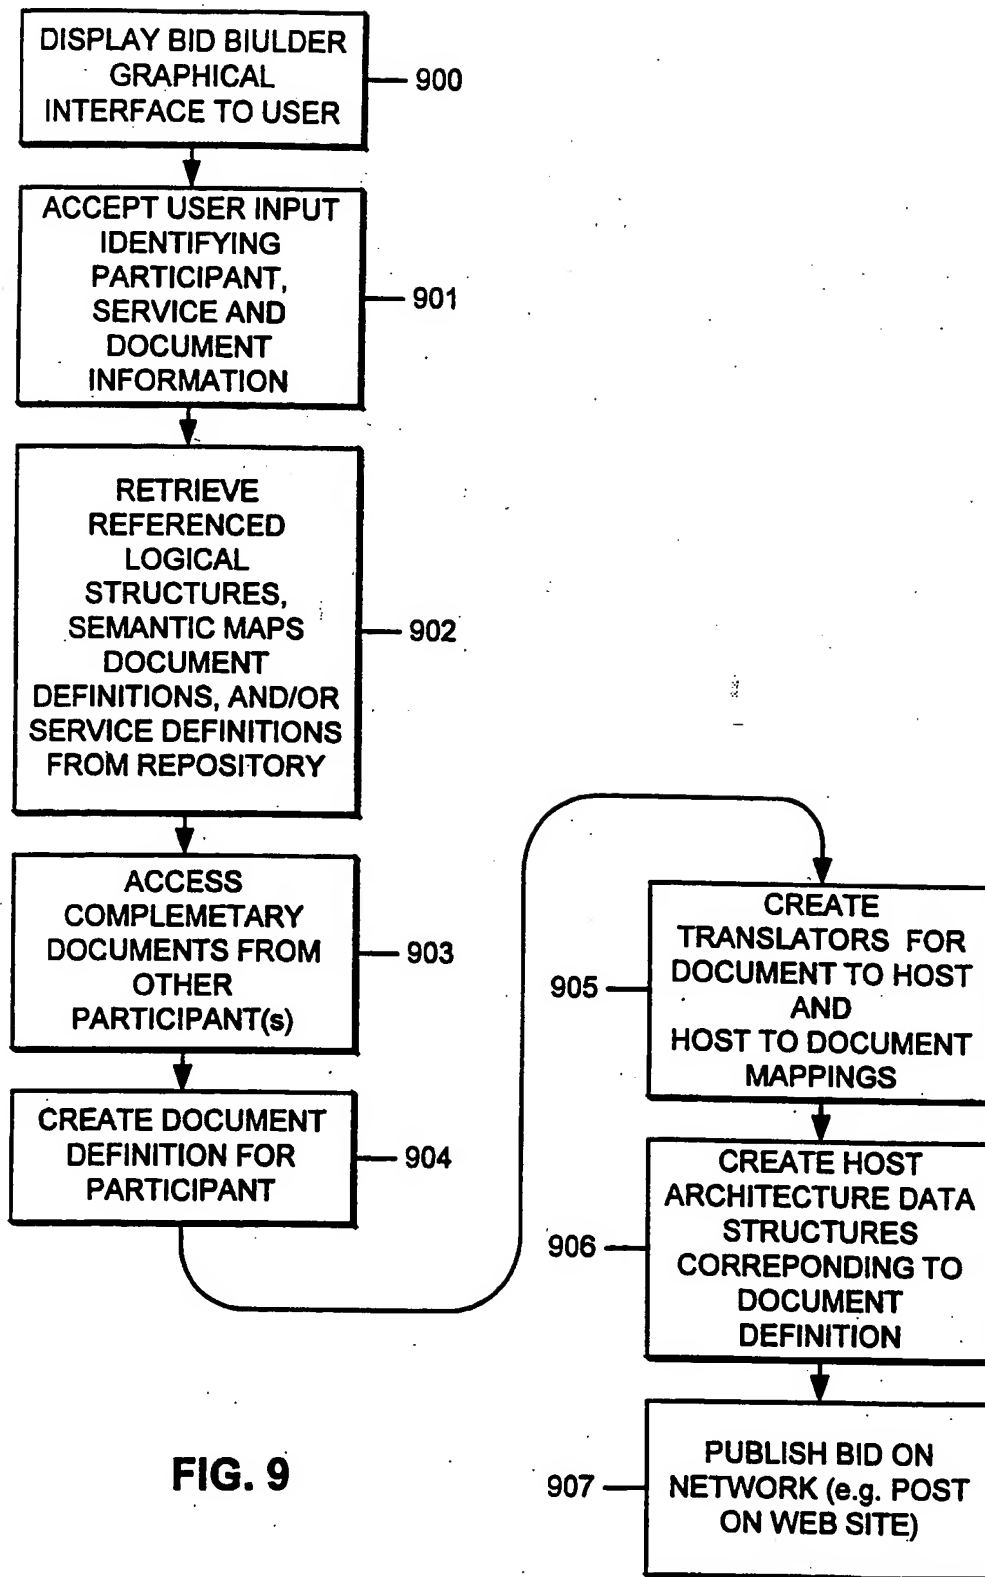 DISPLAY BID BIULDER
GRAPHICAL
INTERFACE TO USER
900
ACCEPT USER INPUT
IDENTIFYING
PARTICIPANT,
SERVICE AND
DOCUMENT
INFORMATION
901
RETRIEVE
REFERENCED
LOGICAL
STRUCTURES,
SEMANTIC MAPS
DOCUMENT
DEFINITIONS, AND/OR
SERVICE DEFINITIONS
FROM REPOSITORY
902
ACCESS
COMPLEMETARY
DOCUMENTS FROM
OTHER
PARTICIPANT(s)
903
CREATE DOCUMENT
DEFINITION FOR
PARTICIPANT
904
CREATE
TRANSLATORS FOR
DOCUMENT TO HOST
AND
HOST TO DOCUMENT
MAPPINGS
905
CREATE HOST
ARCHITECTURE DATA
STRUCTURES
CORREPONDING TO
DOCUMENT
DEFINITION
906
PUBLISH BID ON
NETWORK (e.g. POST
ON WEB SITE)
907
FIG. 9